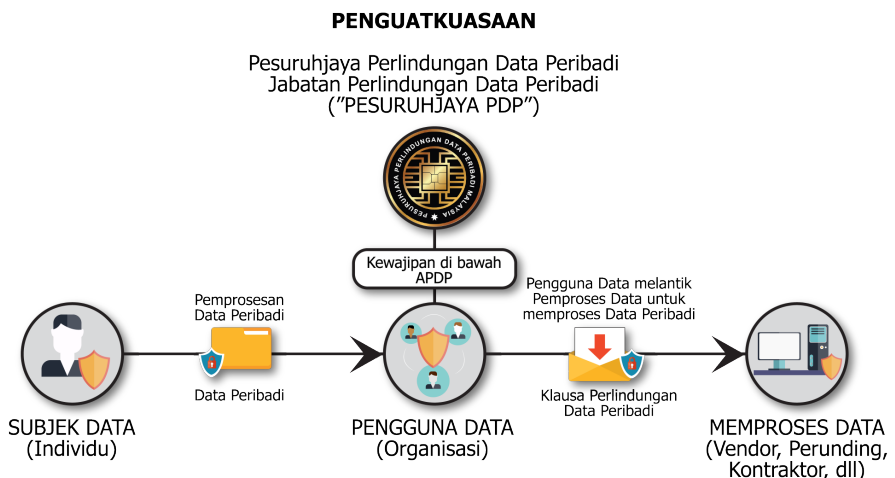 PENGUATKUASAAN
Pesuruhjaya Perlindungan Data Peribadi
Jabatan Perlindungan Data Peribadi
(”PESURUHJAYA PDP”)
PESURUHJAYA PERLINDUNGAN DATA PERIBADI MALAYSIA
Kewajipan di bawah
APDP
Pemprosesan
Data Peribadi
Data Peribadi
Pengguna Data melantik
Pemproses Data untuk
memproses Data Peribadi
Klausa Perlindungan
Data Peribadi
SUBJEK DATA
(Individu)
PENGGUNA DATA
(Organisasi)
MEMPROSES DATA
(Vendor, Perunding,
Kontraktor, dll)